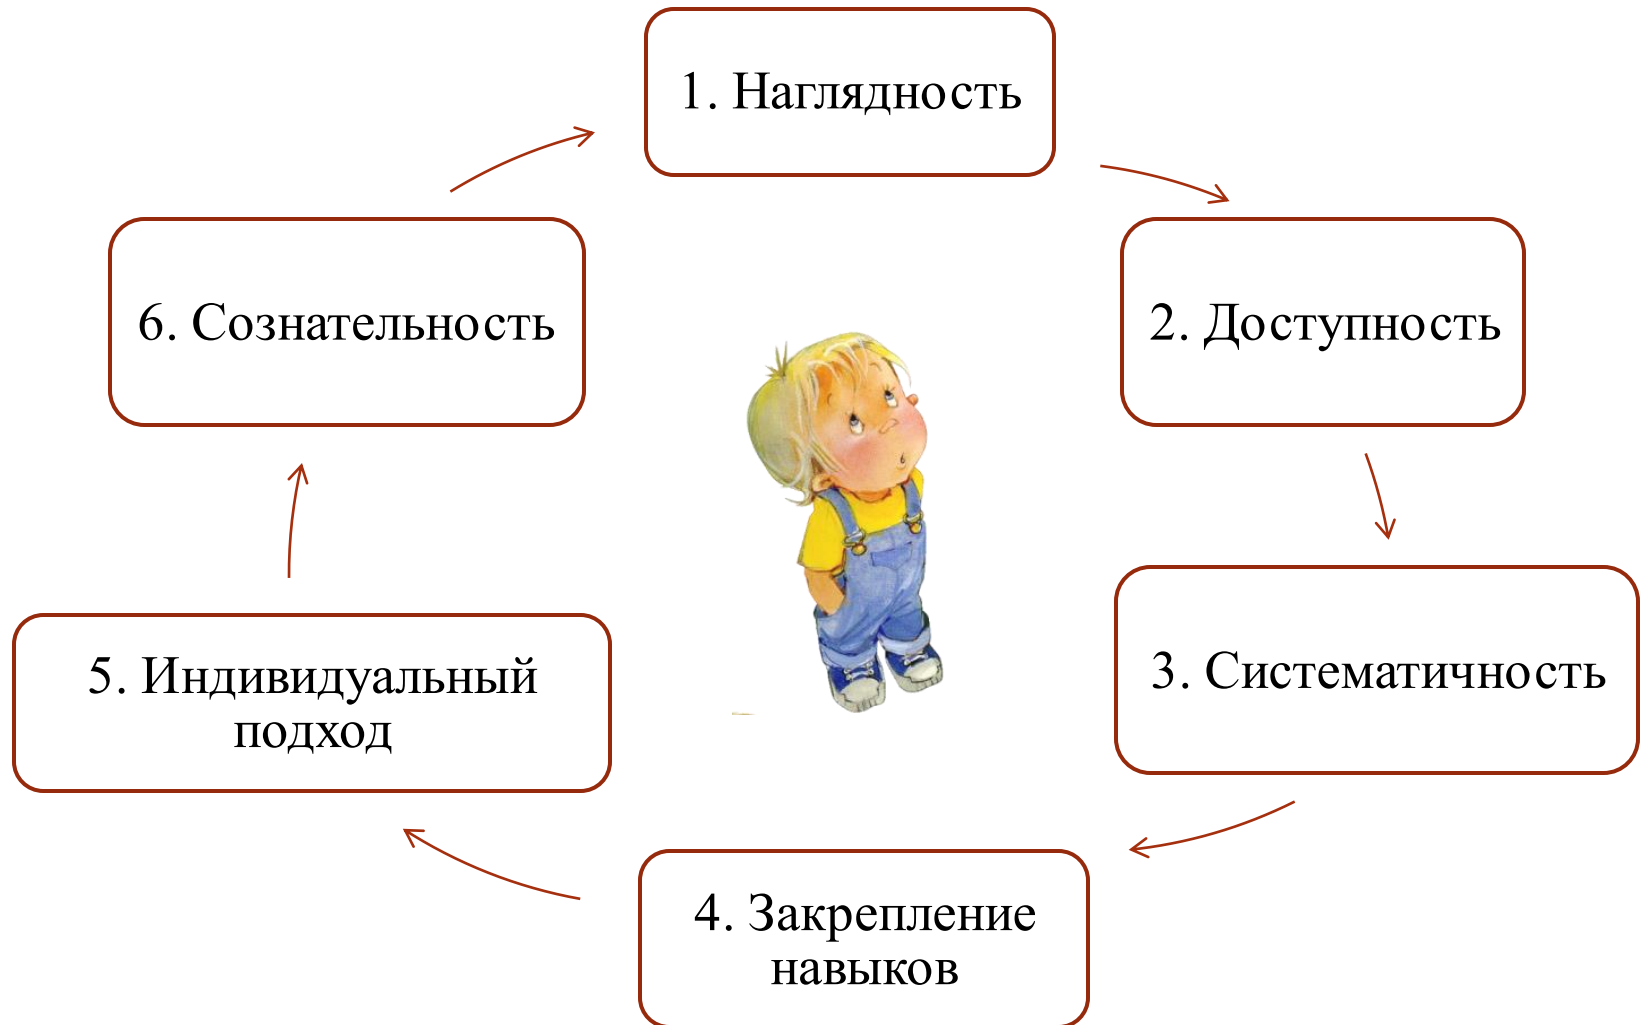 1. Наглядность
2. Доступность
3. Систематичность
4. Закрепление
навыков
5. Индивидуальный
подход
6. Сознательность